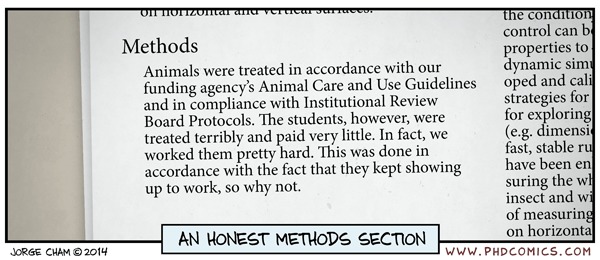 on horizontal and vertical surfaces.
Methods
Animals were treated in accordance with our
funding agency's Animal Care and Use Guidelines
and in compliance with Institutional Review
Board Protocols. The students, however, were
treated terribly and paid very little. In fact, we
worked them pretty hard. This was done in
accordance with the fact that they kept showing
up to work, so why not.
the condition
control can b
properties to
dynamic sim
oped and cali
strategies for
for exploring
(e.g. dimensi
fast, stable ru
have been en
suring the wh
insect and wi
of measuring
on horizonta
AN HONEST METHODS SECTION
JORGE CHAM © 2014
WWW.PHDCOMICS.COM